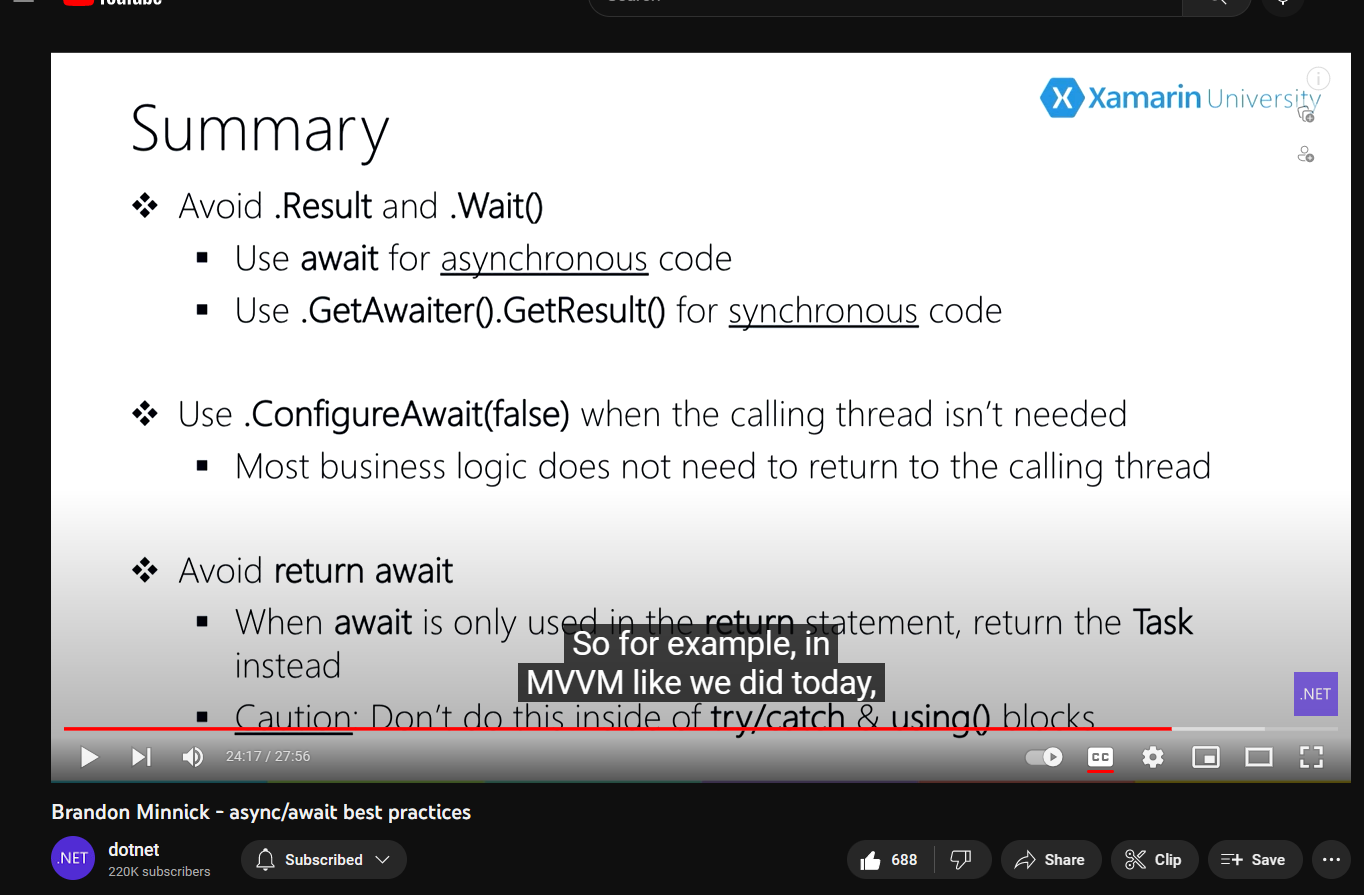 YouTube
Search
Xamarin University
Summary
Avoid .Result and .Wait()
Use await for asynchronous code
Use .GetAwaiter().GetResult() for synchronous code
Use .ConfigureAwait(false) when the calling thread isn't needed
Most business logic does not need to return to the calling thread
Avoid return await
When await is only used in the return statement, return the Task
instead
Caution: Don't do this inside of try/catch & using() blocks
So for example, in
MVVM like we did today,
.NET
24:17 / 27:56
CC
Brandon Minnick - async/await best practices
.NET
dotnet
220K subscribers
Subscribed
688
Share
Clip
Save